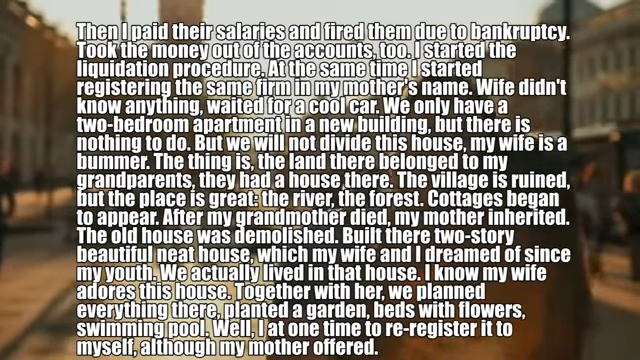 Then I paid their salaries and fired them due to bankruptcy.
Took the money out of the accounts, too. I started the
liquidation procedure. At the same time I started
registering the same firm in my mother's name. Wife didn't
know anything, waited for a cool car. We only have a
two-bedroom apartment in a new building, but there is
nothing to do. But we will not divide this house, my wife is a
bummer. The thing is, the land there belonged to my
grandparents, they had a house there. The village is ruined,
but the place is great: the river, the forest. Cottages began
to appear. After my grandmother died, my mother inherited.
The old house was demolished. Built there two-story
beautiful neat house, which my wife and I dreamed of since
my youth. We actually lived in that house. I know my wife
adores this house. Together with her, we planned
everything there, planted a garden, beds with flowers,
swimming pool. Well, I at one time to re-register it to
myself, although my mother offered.